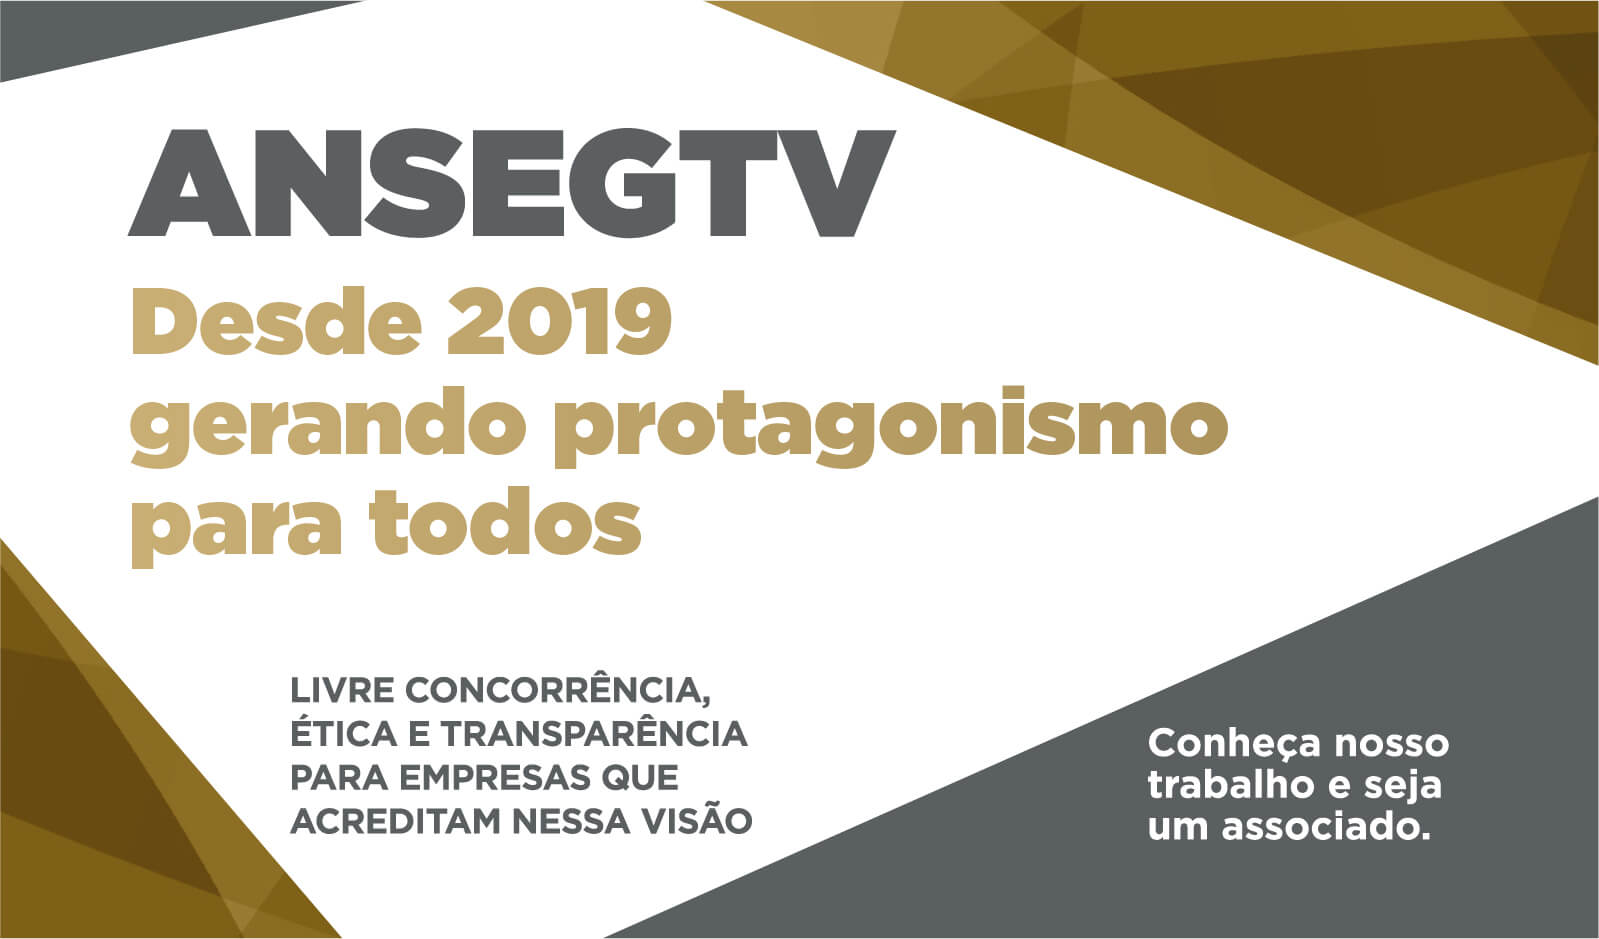 ANSEGTV
Desde 2019
gerando protagonismo
para todos
LIVRE CONCORRÊNCIA,
ÉTICA E TRANSPARÊNCIA
PARA EMPRESAS QUE
ACREDITAM NESSA VISÃO
Conheça nosso
trabalho e seja
um associado.